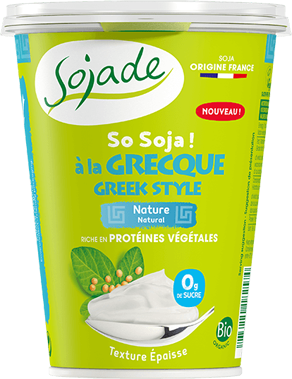 Sojade
SOJA
ORIGINE FRANCE
NOUVEAU !
So Soja !
à la GRECQUE
GREEK STYLE
Nature
Natural
RICHE EN PROTÉINES VÉGÉTALES
0g
DE SUCRE
Bio
ORGANIC
Texture Épaisse